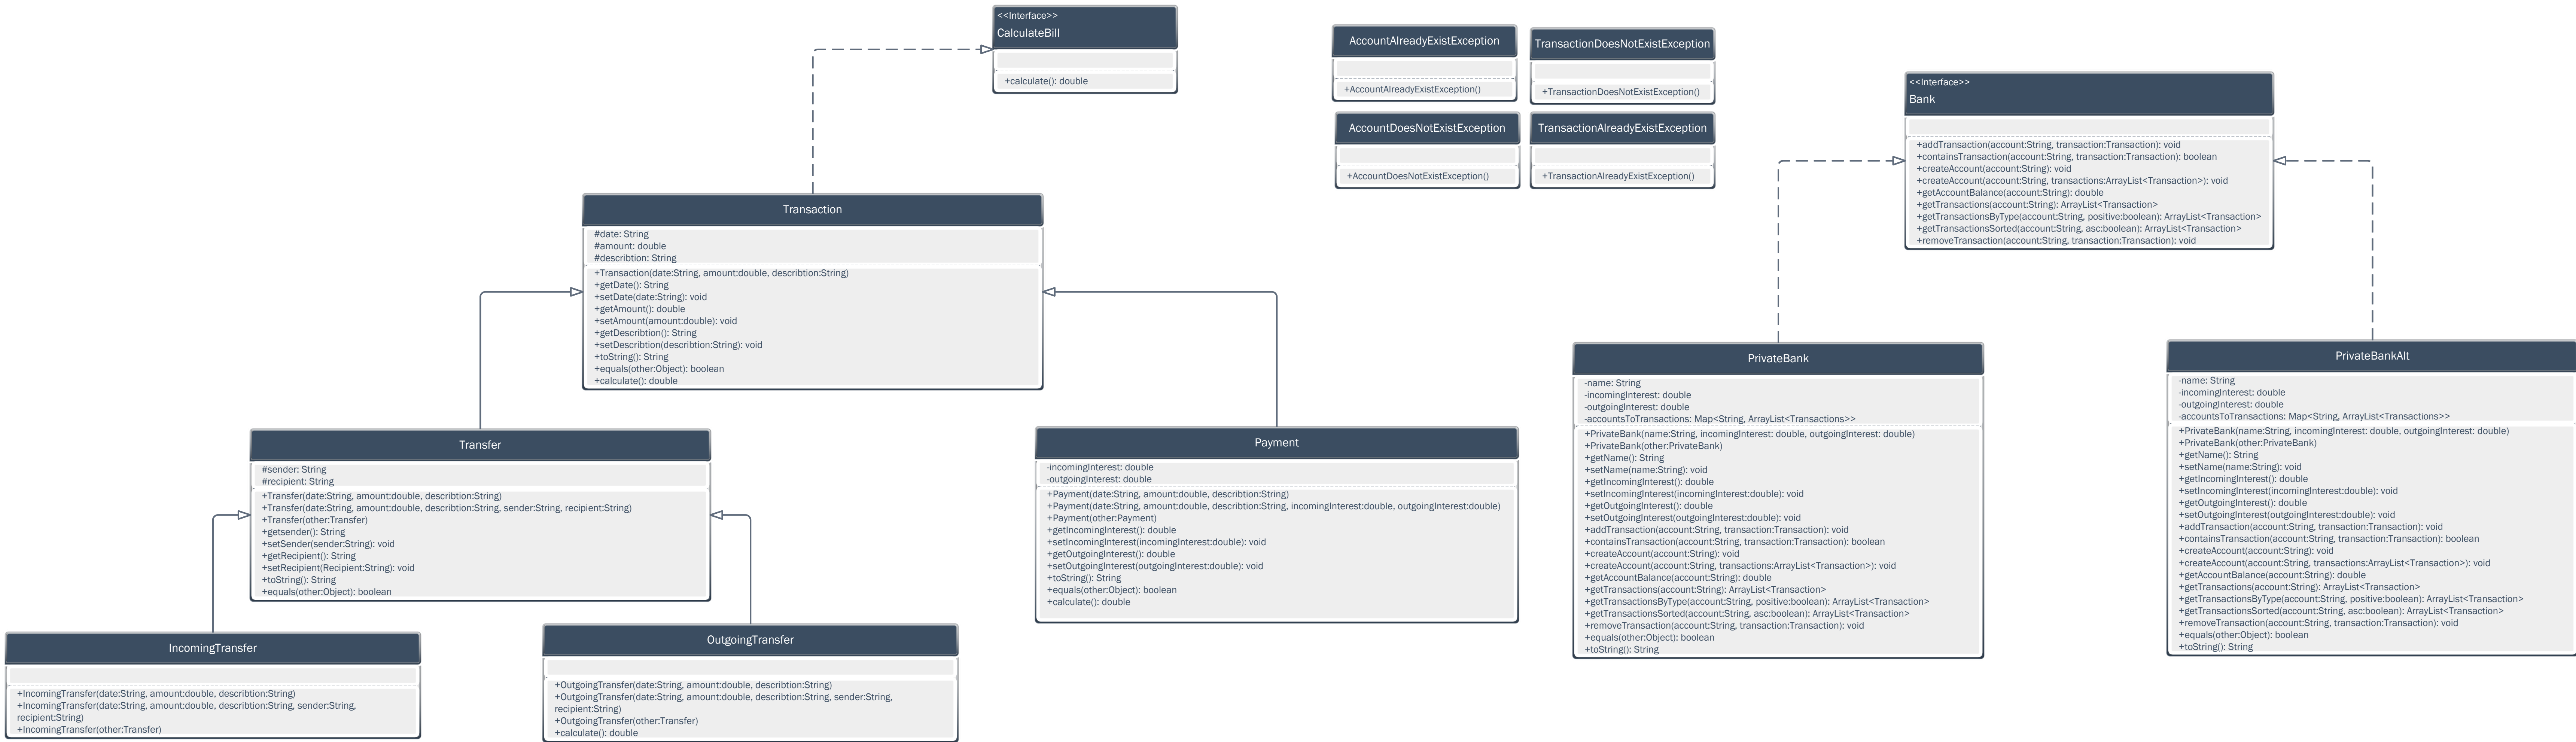 <<Interface>>
CalculateBill
+calculate(): double
AccountAlreadyExistException
+AccountAlreadyExistException()
TransactionDoesNotExistException
+TransactionDoesNotExistException()
AccountDoesNotExistException
+AccountDoesNotExistException()
TransactionAlreadyExistException
+TransactionAlreadyExistException()
<<Interface>>
Bank
+addTransaction(account:String, transaction:Transaction): void
+containsTransaction(account:String, transaction:Transaction): boolean
+createAccount(account:String): void
+createAccount(account:String, transactions:ArrayList<Transaction>): void
+getAccountBalance(account:String): double
+getTransactions(account:String): ArrayList<Transaction>
+getTransactionsByType(account:String, positive:boolean): ArrayList<Transaction>
+getTransactionsSorted(account:String, asc:boolean): ArrayList<Transaction>
+removeTransaction(account:String, transaction:Transaction): void
Transaction
#date: String
#amount: double
#describtion: String
+Transaction(date:String, amount:double, describtion:String)
+getDate(): String
+setDate(date:String): void
+getAmount(): double
+setAmount(amount:double): void
+getDescribtion(): String
+setDescribtion(describtion:String): void
+toString(): String
+equals(other:Object): boolean
+calculate(): double
Transfer
#sender: String
#recipient: String
+Transfer(date:String, amount:double, describtion:String)
+Transfer(date:String, amount:double, describtion:String, sender:String, recipient:String)
+Transfer(other:Transfer)
+getsender(): String
+setSender(sender:String): void
+getRecipient(): String
+setRecipient(Recipient:String): void
+toString(): String
+equals(other:Object): boolean
Payment
-incomingInterest: double
-outgoingInterest: double
+Payment(date:String, amount:double, describtion:String)
+Payment(date:String, amount:double, describtion:String, incomingInterest:double, outgoingInterest:double)
+Payment(other:Payment)
+getIncomingInterest(): double
+setIncomingInterest(incomingInterest:double): void
+getOutgoingInterest(): double
+setOutgoingInterest(outgoingInterest:double): void
+toString(): String
+equals(other:Object): boolean
+calculate(): double
PrivateBank
-name: String
-incomingInterest: double
-outgoingInterest: double
-accountsToTransactions: Map<String, ArrayList<Transactions>>
+PrivateBank(name:String, incomingInterest: double, outgoingInterest: double)
+PrivateBank(other:PrivateBank)
+getName(): String
+setName(name:String): void
+getIncomingInterest(): double
+setIncomingInterest(incomingInterest:double): void
+getOutgoingInterest(): double
+setOutgoingInterest(outgoingInterest:double): void
+addTransaction(account:String, transaction:Transaction): void
+containsTransaction(account:String, transaction:Transaction): boolean
+createAccount(account:String): void
+createAccount(account:String, transactions:ArrayList<Transaction>): void
+getAccountBalance(account:String): double
+getTransactions(account:String): ArrayList<Transaction>
+getTransactionsByType(account:String, positive:boolean): ArrayList<Transaction>
+getTransactionsSorted(account:String, asc:boolean): ArrayList<Transaction>
+removeTransaction(account:String, transaction:Transaction): void
+equals(other:Object): boolean
+toString(): String
PrivateBankAlt
-name: String
-incomingInterest: double
-outgoingInterest: double
-accountsToTransactions: Map<String, ArrayList<Transactions>>
+PrivateBank(name:String, incomingInterest: double, outgoingInterest: double)
+PrivateBank(other:PrivateBank)
+getName(): String
+setName(name:String): void
+getIncomingInterest(): double
+setIncomingInterest(incomingInterest:double): void
+getOutgoingInterest(): double
+setOutgoingInterest(outgoingInterest:double): void
+addTransaction(account:String, transaction:Transaction): void
+containsTransaction(account:String, transaction:Transaction): boolean
+createAccount(account:String): void
+createAccount(account:String, transactions:ArrayList<Transaction>): void
+getAccountBalance(account:String): double
+getTransactions(account:String): ArrayList<Transaction>
+getTransactionsByType(account:String, positive:boolean): ArrayList<Transaction>
+getTransactionsSorted(account:String, asc:boolean): ArrayList<Transaction>
+removeTransaction(account:String, transaction:Transaction): void
+equals(other:Object): boolean
+toString(): String
IncomingTransfer
+IncomingTransfer(date:String, amount:double, describtion:String)
+IncomingTransfer(date:String, amount:double, describtion:String, sender:String,
recipient:String)
+IncomingTransfer(other:Transfer)
OutgoingTransfer
+OutgoingTransfer(date:String, amount:double, describtion:String)
+OutgoingTransfer(date:String, amount:double, describtion:String, sender:String,
recipient:String)
+OutgoingTransfer(other:Transfer)
+calculate(): double